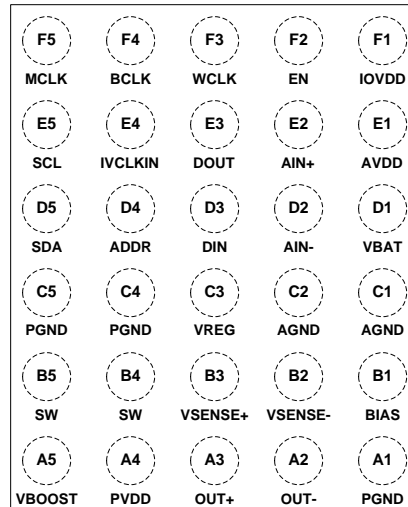 F5 F4 F3 F2 F1
MCLK BCLK WCLK EN IOVDD
E5 E4 E3 E2 E1
SCL IVCLKIN DOUT AIN+ AVDD
D5 D4 D3 D2 D1
SDA ADDR DIN AIN- VBAT
C5 C4 C3 C2 C1
PGND PGND VREG AGND AGND
B5 B4 B3 B2 B1
SW SW VSENSE+ VSENSE- BIAS
A5 A4 A3 A2 A1
VBOOST PVDD OUT+ OUT- PGND